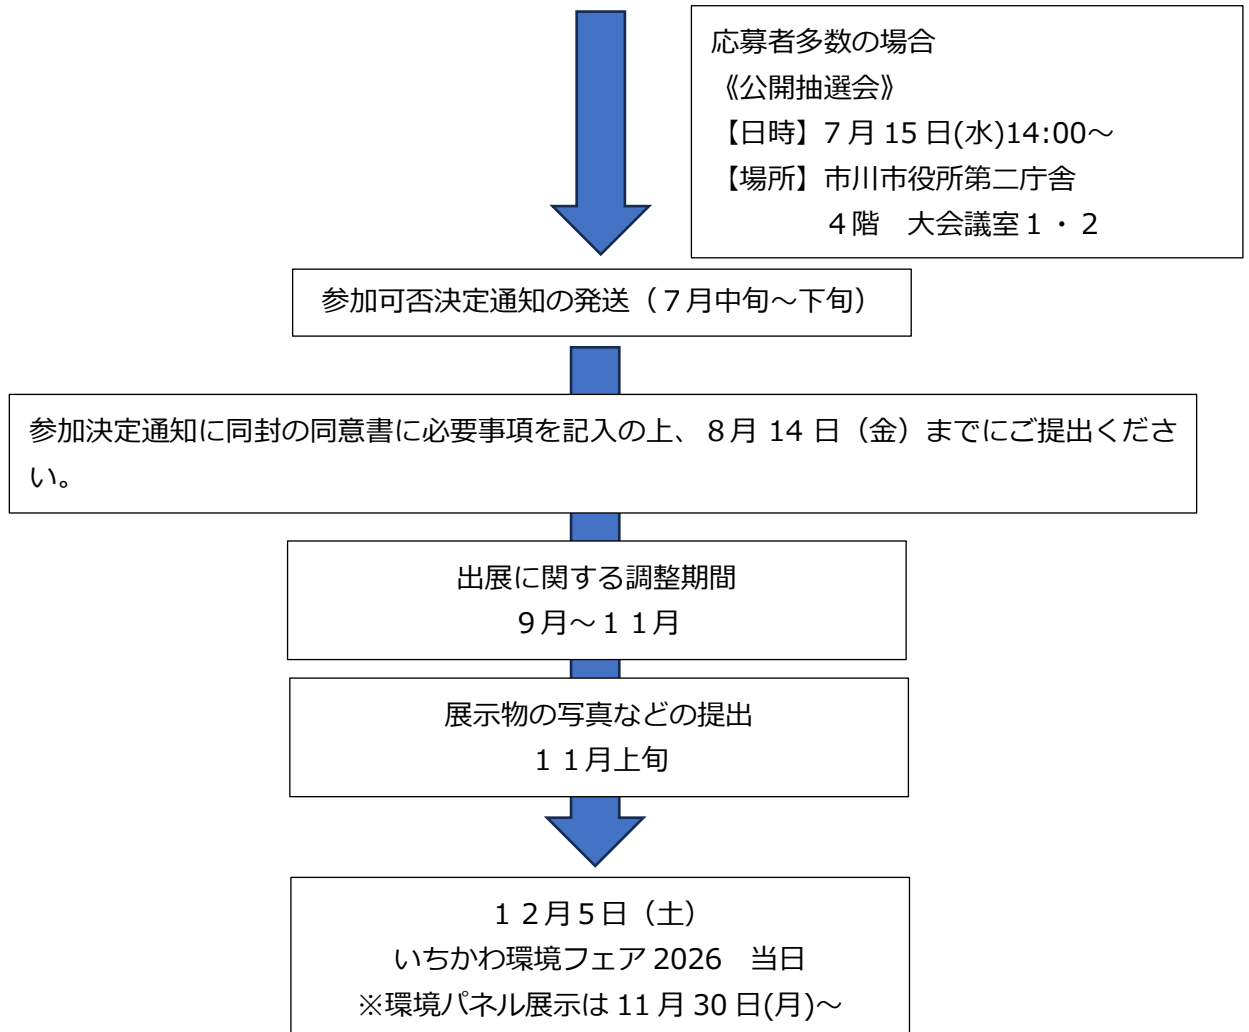 応募者多数の場合
《公開抽選会》
【日時】７月 15 日(水)14:00～
【場所】市川市役所第二庁舎
４階　大会議室１・２
参加可否決定通知の発送（７月中旬～下旬）
参加決定通知に同封の同意書に必要事項を記入の上、８月 14 日（金）までにご提出くださ
い。
出展に関する調整期間
９月～１１月
展示物の写真などの提出
１１月上旬
１２月５日（土）
いちかわ環境フェア 2026　当日
※環境パネル展示は 11 月 30 日(月)～